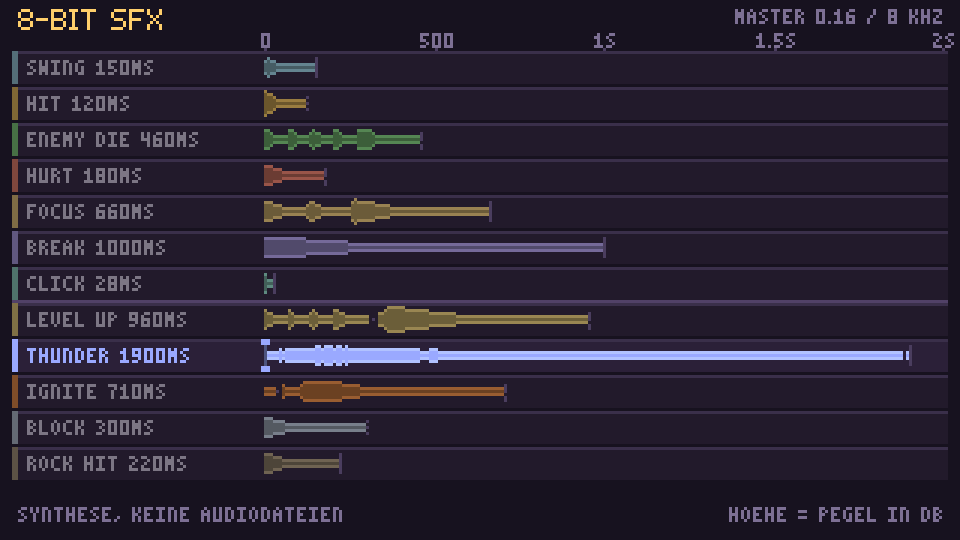 8-BIT SFX
MASTER 0.16 / 8 KHZ
0 500 1S 1.5S 2S
SWING 150MS
HIT 120MS
ENEMY DIE 460MS
HURT 180MS
FOCUS 660MS
BREAK 1000MS
CLICK 28MS
LEVEL UP 960MS
THUNDER 1900MS
IGNITE 710MS
BLOCK 300MS
ROCK HIT 220MS
SYNTHESE, KEINE AUDIODATEIEN
HOEHE = PEGEL IN DB